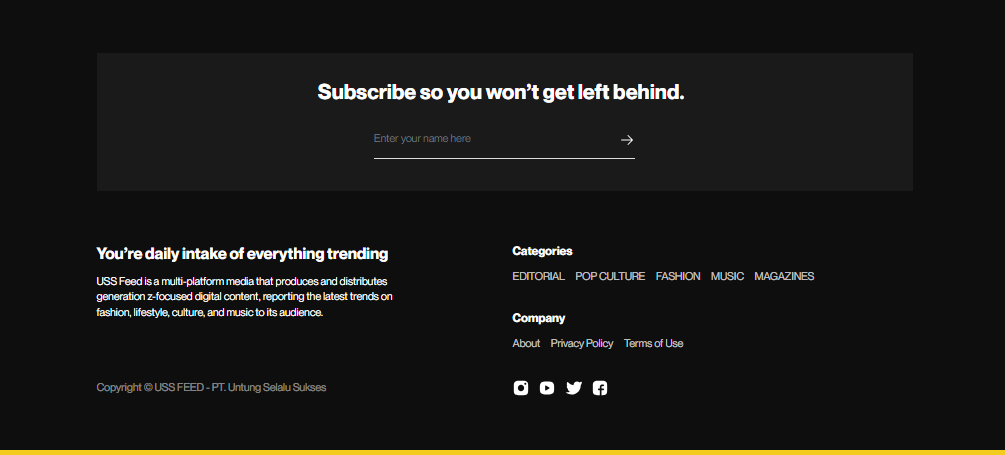 Subscribe so you won’t get left behind.
Enter your name here
You’re daily intake of everything trending
USS Feed is a multi-platform media that produces and distributes
generation z-focused digital content, reporting the latest trends on
fashion, lifestyle, culture, and music to its audience.
Copyright © USS FEED - PT. Untung Selalu Sukses
Categories
EDITORIAL POP CULTURE FASHION MUSIC MAGAZINES
Company
About Privacy Policy Terms of Use